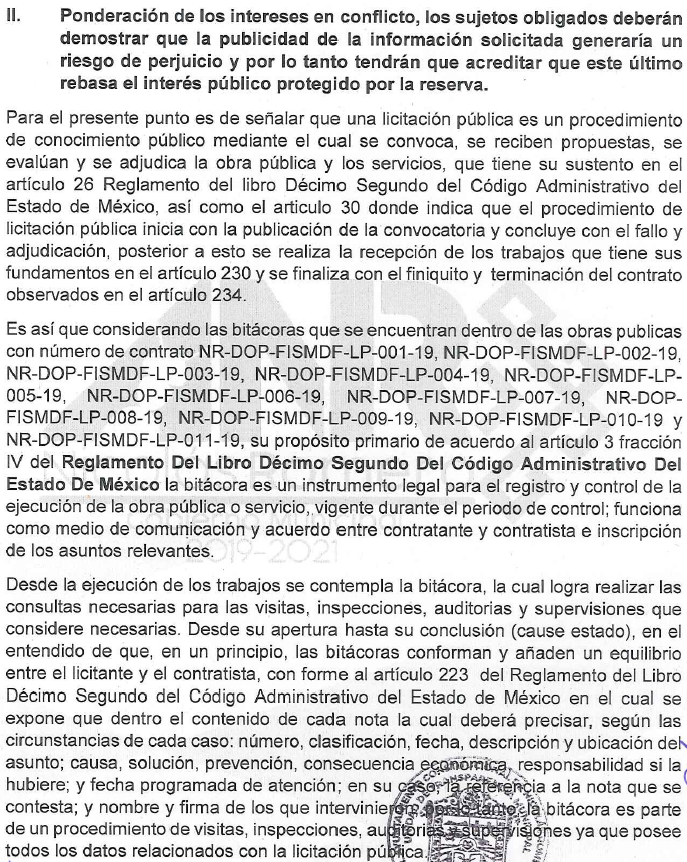 II. Ponderación de los intereses en conflicto, los sujetos obligados deberán
demostrar que la publicidad de la información solicitada generaría un
riesgo de perjuicio y por lo tanto tendrán que acreditar que este último
rebasa el interés público protegido por la reserva.
Para el presente punto es de señalar que una licitación pública es un procedimiento
de conocimiento público mediante el cual se convoca, se reciben propuestas, se
evalúan y se adjudica la obra pública y los servicios, que tiene su sustento en el
artículo 26 Reglamento del libro Décimo Segundo del Código Administrativo del
Estado de México, así como el articulo 30 donde indica que el procedimiento de
licitación pública inicia con la publicación de la convocatoria y concluye con el fallo y
adjudicación, posterior a esto se realiza la recepción de los trabajos que tiene sus
fundamentos en el artículo 230 y se finaliza con el finiquito y terminación del contrato
observados en el artículo 234.
Es así que considerando las bitácoras que se encuentran dentro de las obras publicas
con número de contrato NR-DOP-FISMDF-LP-001-19, NR-DOP-FISMDF-LP-002-19,
NR-DOP-FISMDF-LP-003-19, NR-DOP-FISMDF-LP-004-19, NR-DOP-FISMDF-LP-
005-19, NR-DOP-FISMDF-LP-006-19, NR-DOP-FISMDF-LP-007-19, NR-DOP-
FISMDF-LP-008-19, NR-DOP-FISMDF-LP-009-19, NR-DOP-FISMDF-LP-010-19 y
NR-DOP-FISMDF-LP-011-19, su propósito primario de acuerdo al artículo 3 fracción
IV del Reglamento Del Libro Décimo Segundo Del Código Administrativo Del
Estado De México la bitácora es un instrumento legal para el registro y control de la
ejecución de la obra pública o servicio, vigente durante el periodo de control; funciona
como medio de comunicación y acuerdo entre contratante y contratista e inscripción
de los asuntos relevantes.
2019-2021
Desde la ejecución de los trabajos se contempla la bitácora, la cual logra realizar las
consultas necesarias para las visitas, inspecciones, auditorias y supervisiones que
considere necesarias. Desde su apertura hasta su conclusión (cause estado), en el
entendido de que, en un principio, las bitácoras conforman y añaden un equilibrio
entre el licitante y el contratista, con forme al artículo 223 del Reglamento del Libro
Décimo Segundo del Código Administrativo del Estado de México en el cual se
expone que dentro el contenido de cada nota la cual deberá precisar, según las
circunstancias de cada caso: número, clasificación, fecha, descripción y ubicación del
asunto; causa, solución, prevención, consecuencia económica, responsabilidad si la
hubiere; y fecha programada de atención; en su caso, la referencia a la nota que se
contesta; y nombre y firma de los que intervinieron por lo tanto, la bitácora es parte
de un procedimiento de visitas, inspecciones, auditorias y supervisiones ya que posee
todos los datos relacionados con la licitación pública